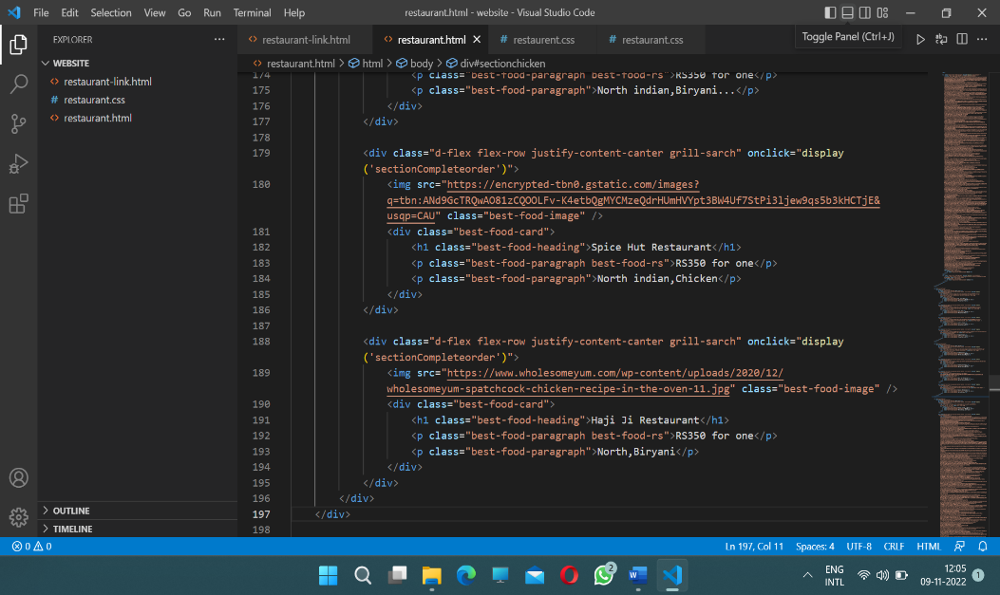 File Edit Selection View Go Run Terminal Help
restaurant.html - website - Visual Studio Code
EXPLORER
restaurant-link.html
restaurant.html
restaurent.css
restaurant.css
Toggle Panel (Ctrl+J)
WEBSITE
restaurant-link.html
restaurant.css
restaurant.html
restaurant.html > html > body > div#sectionchicken
174 <p class="best-food-paragraph best-food-rs">RS350 for one</p>
175 <p class="best-food-paragraph">North indian,Biryani...</p>
176 </div>
177 </div>
178
179 <div class="d-flex flex-row justify-content-canter grill-sarch" onclick="display
('sectionCompleteorder')">
180 <img src="https://encrypted-tbn0.gstatic.com/images?
q=tbn:ANd9GcTRQwAO81zCQOOLFv-K4etbQgMYCMzeQdrHUmHVYpt3BW4Uf7StPi3ljew9qs5b3kHCTjE&
usqp=CAU" class="best-food-image" />
181 <div class="best-food-card">
182 <h1 class="best-food-heading">Spice Hut Restaurant</h1>
183 <p class="best-food-paragraph best-food-rs">RS350 for one</p>
184 <p class="best-food-paragraph">North indian,Chicken</p>
185 </div>
186 </div>
187
188 <div class="d-flex flex-row justify-content-canter grill-sarch" onclick="display
('sectionCompleteorder')">
189 <img src="https://www.wholesomeyum.com/wp-content/uploads/2020/12/
wholesomeyum-spatchcock-chicken-recipe-in-the-oven-11.jpg" class="best-food-image" />
190 <div class="best-food-card">
191 <h1 class="best-food-heading">Haji Ji Restaurant</h1>
192 <p class="best-food-paragraph best-food-rs">RS350 for one</p>
193 <p class="best-food-paragraph">North,Biryani</p>
194 </div>
195 </div>
196 </div>
197 </div>
198
OUTLINE
TIMELINE
0 0
Ln 197, Col 11 Spaces: 4 UTF-8 CRLF HTML
2
W
ENG
INTL
12:05
09-11-2022
1